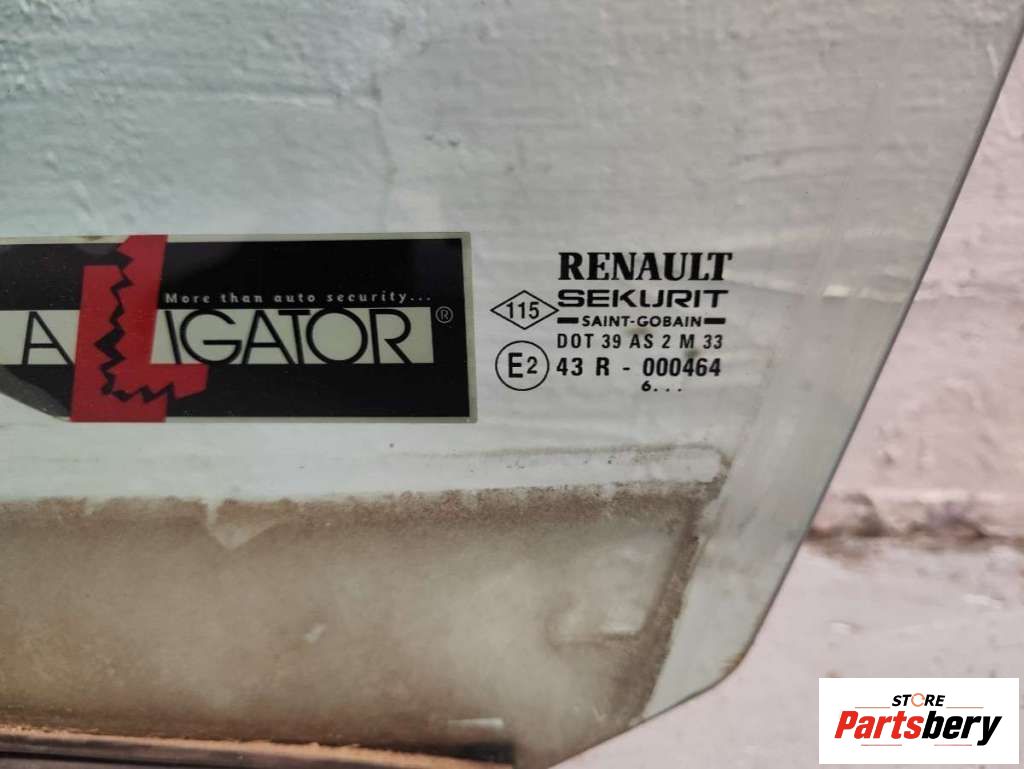 More than auto security...
ALLIGATOR®
RENAULT
115 SEKURIT
SAINT-GOBAIN
DOT 39 AS 2 M 33
E2 43 R - 000464
6...
STORE
Partsbery